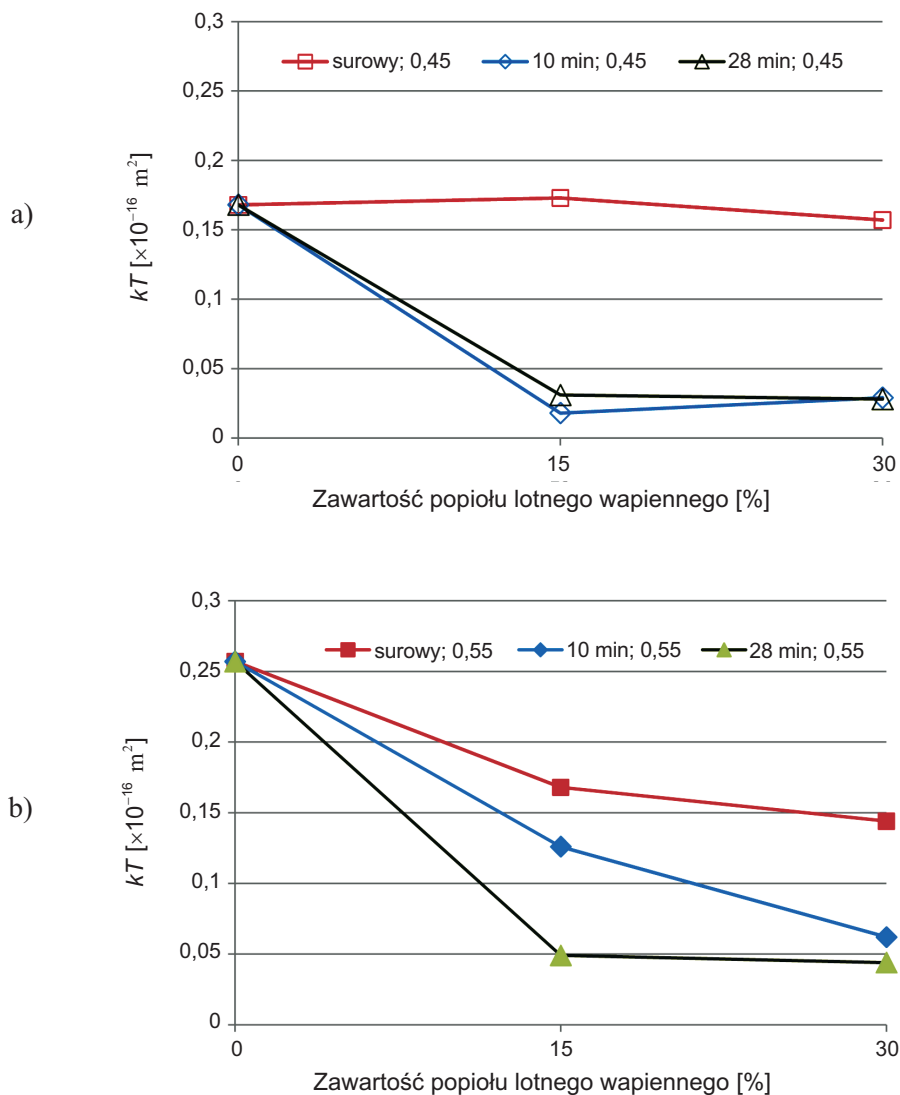 a)
kT [×10⁻¹⁶ m²]
0,3
0,25
0,2
0,15
0,1
0,05
0
surowy; 0,45 10 min; 0,45 28 min; 0,45
0 15 30
Zawartość popiołu lotnego wapiennego [%]
b)
kT [×10⁻¹⁶ m²]
0,3
0,25
0,2
0,15
0,1
0,05
0
surowy; 0,55 10 min; 0,55 28 min; 0,55
0 15 30
Zawartość popiołu lotnego wapiennego [%]